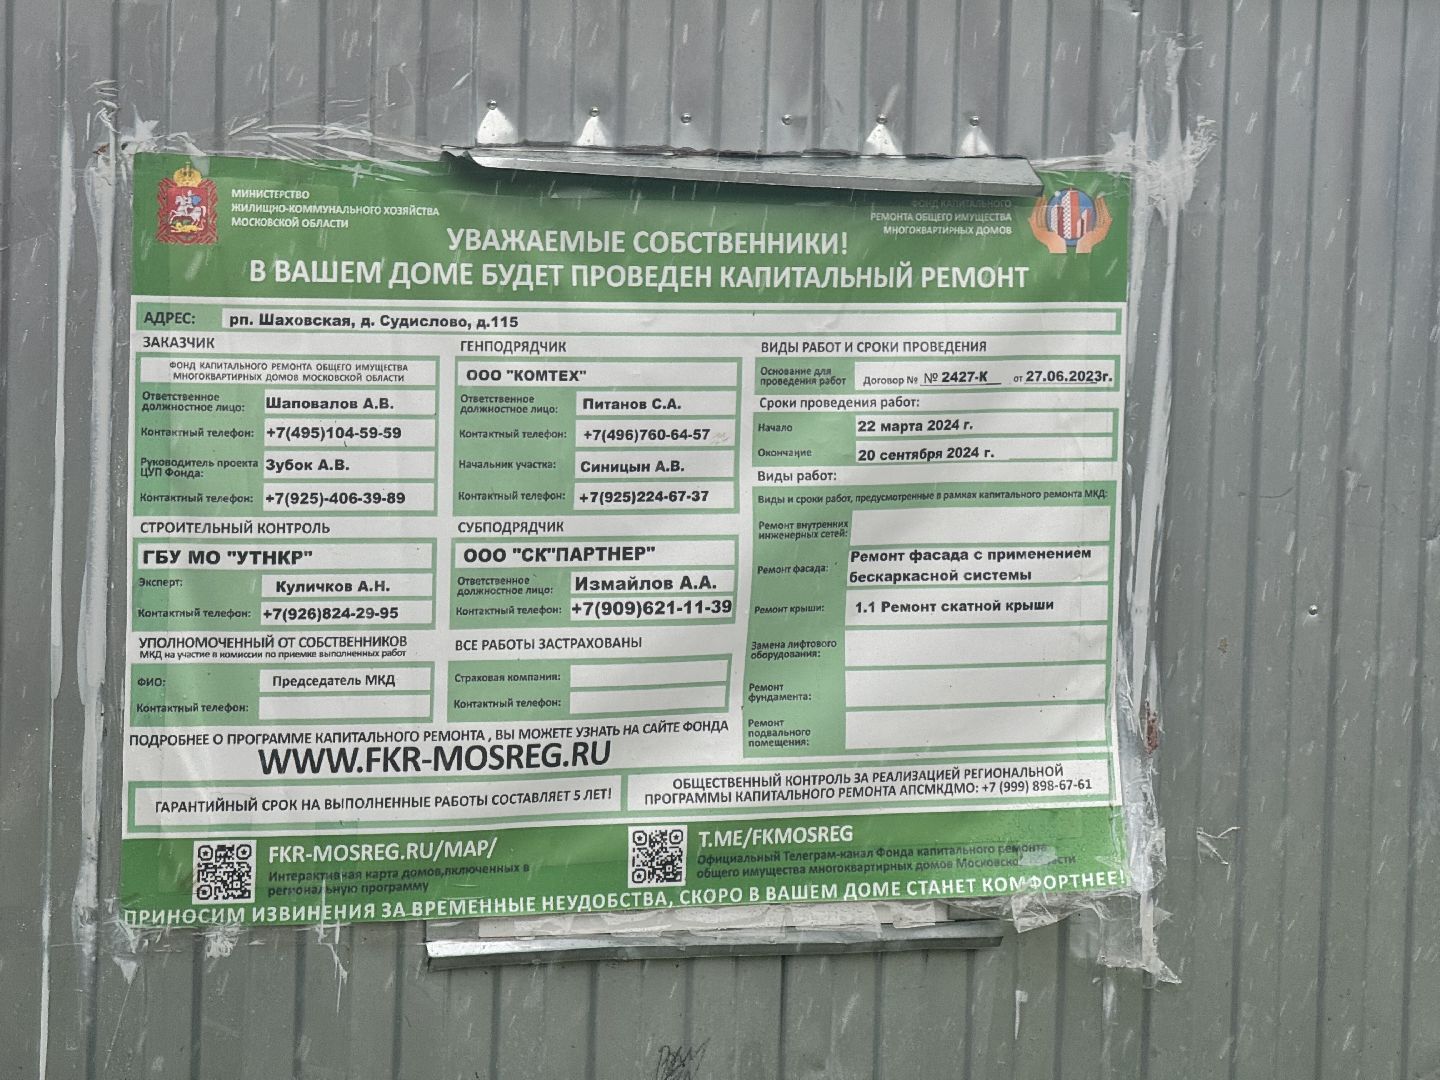 МИНИСТЕРСТВО
ЖИЛИЩНО-КОММУНАЛЬНОГО ХОЗЯЙСТВА
МОСКОВСКОЙ ОБЛАСТИ
ФОНД КАПИТАЛЬНОГО
РЕМОНТА ОБЩЕГО ИМУЩЕСТВА
МНОГОКВАРТИРНЫХ ДОМОВ
УВАЖАЕМЫЕ СОБСТВЕННИКИ!
В ВАШЕМ ДОМЕ БУДЕТ ПРОВЕДЕН КАПИТАЛЬНЫЙ РЕМОНТ
АДРЕС: рп. Шаховская, д. Судислово, д.115
ЗАКАЗЧИК
ФОНД КАПИТАЛЬНОГО РЕМОНТА ОБЩЕГО ИМУЩЕСТВА
МНОГОКВАРТИРНЫХ ДОМОВ МОСКОВСКОЙ ОБЛАСТИ
Ответственное
должностное лицо: Шаповалов А.В.
Контактный телефон: +7(495)104-59-59
Руководитель проекта
ЦУП Фонда: Зубок А.В.
Контактный телефон: +7(925)-406-39-89
СТРОИТЕЛЬНЫЙ КОНТРОЛЬ
ГБУ МО "УТНКР"
Эксперт: Куличков А.Н.
Контактный телефон: +7(926)824-29-95
УПОЛНОМОЧЕННЫЙ ОТ СОБСТВЕННИКОВ
МКД на участие в комиссии по приемке выполненных работ
ФИО: Председатель МКД
Контактный телефон:
ГЕНПОДРЯДЧИК
ООО "КОМТЕХ"
Ответственное
должностное лицо: Питанов С.А.
Контактный телефон: +7(496)760-64-57
Начальник участка: Синицын А.В.
Контактный телефон: +7(925)224-67-37
СУБПОДРЯДЧИК
ООО "СК"ПАРТНЕР"
Ответственное
должностное лицо: Измайлов А.А.
Контактный телефон: +7(909)621-11-39
ВСЕ РАБОТЫ ЗАСТРАХОВАНЫ
Страховая компания:
Контактный телефон:
ВИДЫ РАБОТ И СРОКИ ПРОВЕДЕНИЯ
Основание для
проведения работ Договор № № 2427-К от 27.06.2023г.
Сроки проведения работ:
Начало 22 марта 2024 г.
Окончание 20 сентября 2024 г.
Виды работ:
Виды и сроки работ, предусмотренные в рамках капитального ремонта МКД:
Ремонт внутренних
инженерных сетей:
Ремонт фасада: Ремонт фасада с применением
бескаркасной системы
Ремонт крыши: 1.1 Ремонт скатной крыши
Замена лифтового
оборудования:
Ремонт
фундамента:
Ремонт
подвального
помещения:
ПОДРОБНЕЕ О ПРОГРАММЕ КАПИТАЛЬНОГО РЕМОНТА , ВЫ МОЖЕТЕ УЗНАТЬ НА САЙТЕ ФОНДА
WWW.FKR-MOSREG.RU
ГАРАНТИЙНЫЙ СРОК НА ВЫПОЛНЕННЫЕ РАБОТЫ СОСТАВЛЯЕТ 5 ЛЕТ!
ОБЩЕСТВЕННЫЙ КОНТРОЛЬ ЗА РЕАЛИЗАЦИЕЙ РЕГИОНАЛЬНОЙ
ПРОГРАММЫ КАПИТАЛЬНОГО РЕМОНТА АПСМКДМО: +7 (999) 898-67-61
FKR-MOSREG.RU/MAP/
Интерактивная карта домов,включенных в
региональную программу
T.ME/FKMOSREG
Официальный Телеграм-канал Фонда капитального ремонта
общего имущества многоквартирных домов Московской области
ПРИНОСИМ ИЗВИНЕНИЯ ЗА ВРЕМЕННЫЕ НЕУДОБСТВА, СКОРО В ВАШЕМ ДОМЕ СТАНЕТ КОМФОРТНЕЕ!